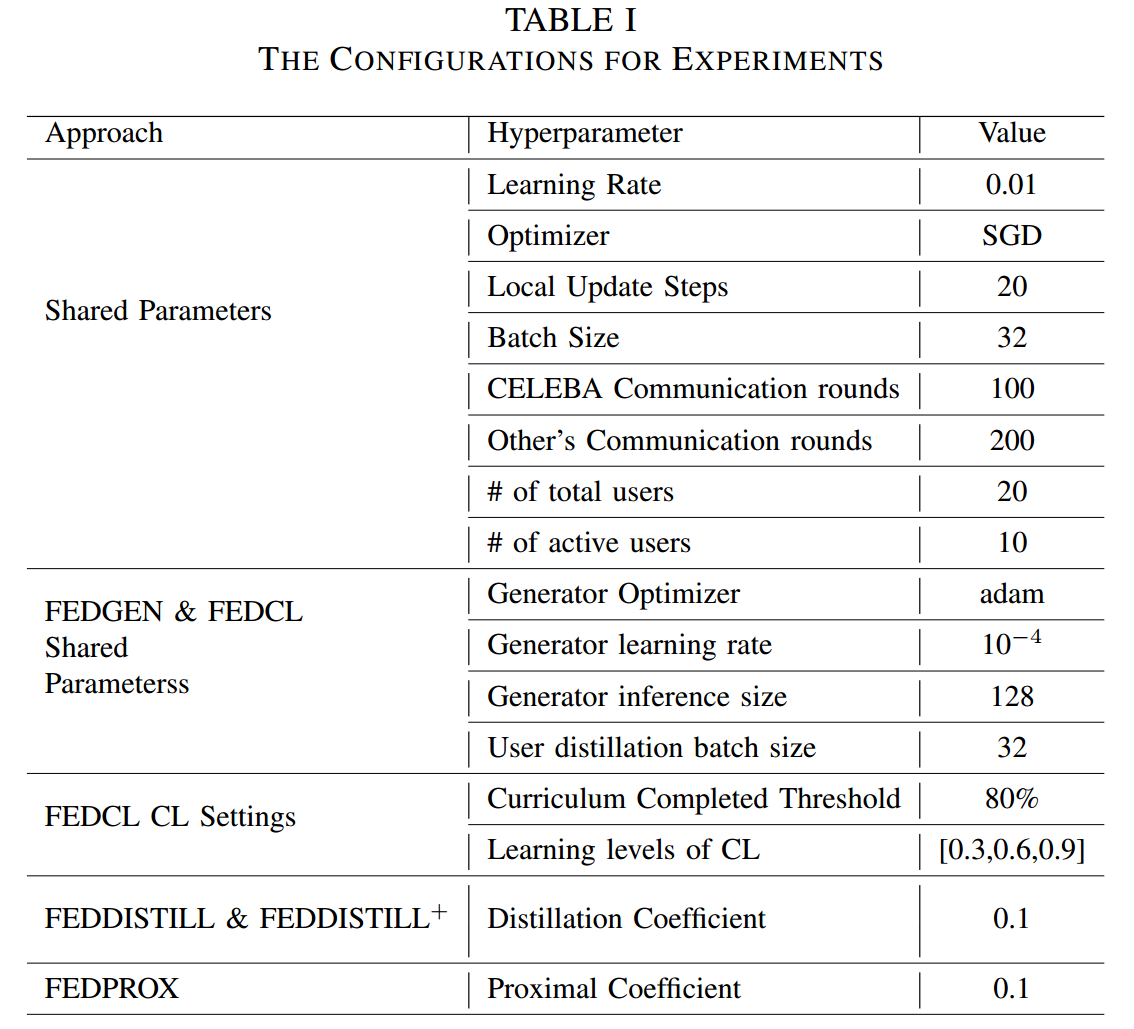 TABLE I
THE CONFIGURATIONS FOR EXPERIMENTS
Approach Hyperparameter Value
Shared Parameters
Learning Rate 0.01
Optimizer SGD
Local Update Steps 20
Batch Size 32
CELEBA Communication rounds 100
Other's Communication rounds 200
# of total users 20
# of active users 10
FEDGEN & FEDCL
Shared
Parameterss
Generator Optimizer adam
Generator learning rate 10⁻⁴
Generator inference size 128
User distillation batch size 32
FEDCL CL Settings
Curriculum Completed Threshold 80%
Learning levels of CL [0.3,0.6,0.9]
FEDDISTILL & FEDDISTILL⁺ Distillation Coefficient 0.1
FEDPROX Proximal Coefficient 0.1